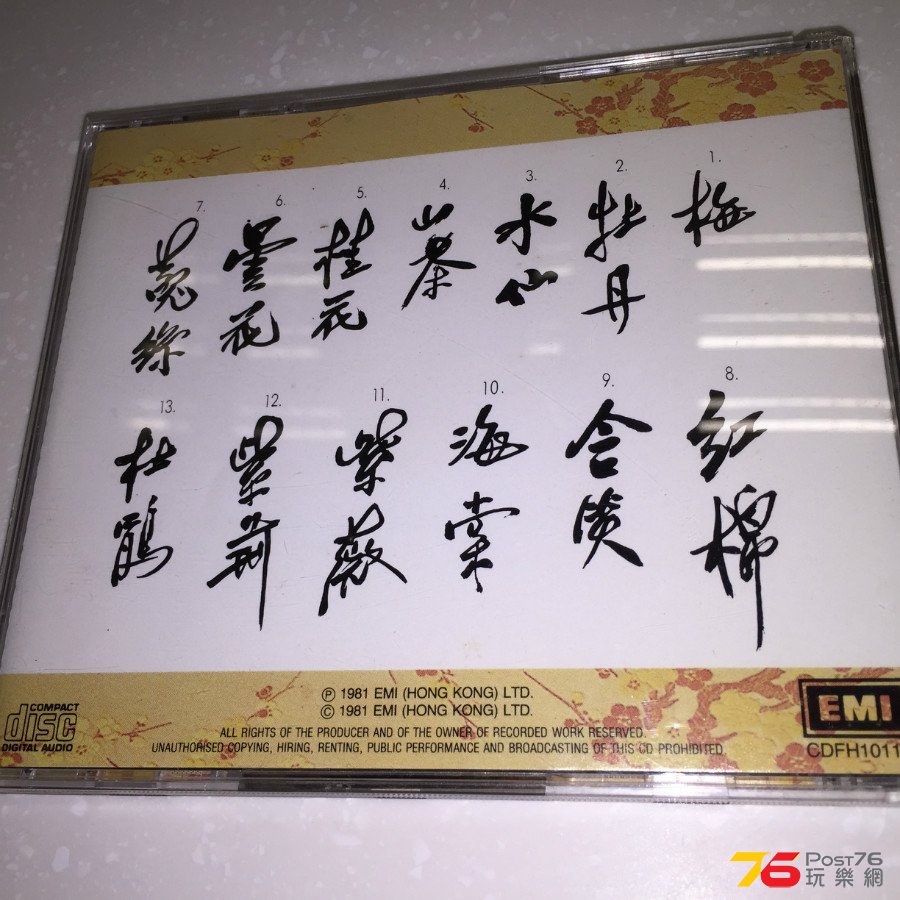 1.
梅
2.
牡丹
3.
水仙
4.
山茶
5.
桂花
6.
曇花
7.
菟絲
8.
紅棉
9.
10.
海棠
11.
紫薇
12.
紫荊
13.
杜鵑
COMPACT
disc
DIGITAL AUDIO
Ⓟ 1981 EMI (HONG KONG) LTD.
© 1981 EMI (HONG KONG) LTD.
ALL RIGHTS OF THE PRODUCER AND OF THE OWNER OF RECORDED WORK RESERVED.
UNAUTHORISED COPYING, HIRING, RENTING, PUBLIC PERFORMANCE AND BROADCASTING OF THIS CD PROHIBITED.
EMI
CDFH1011
76 Post76
玩樂網